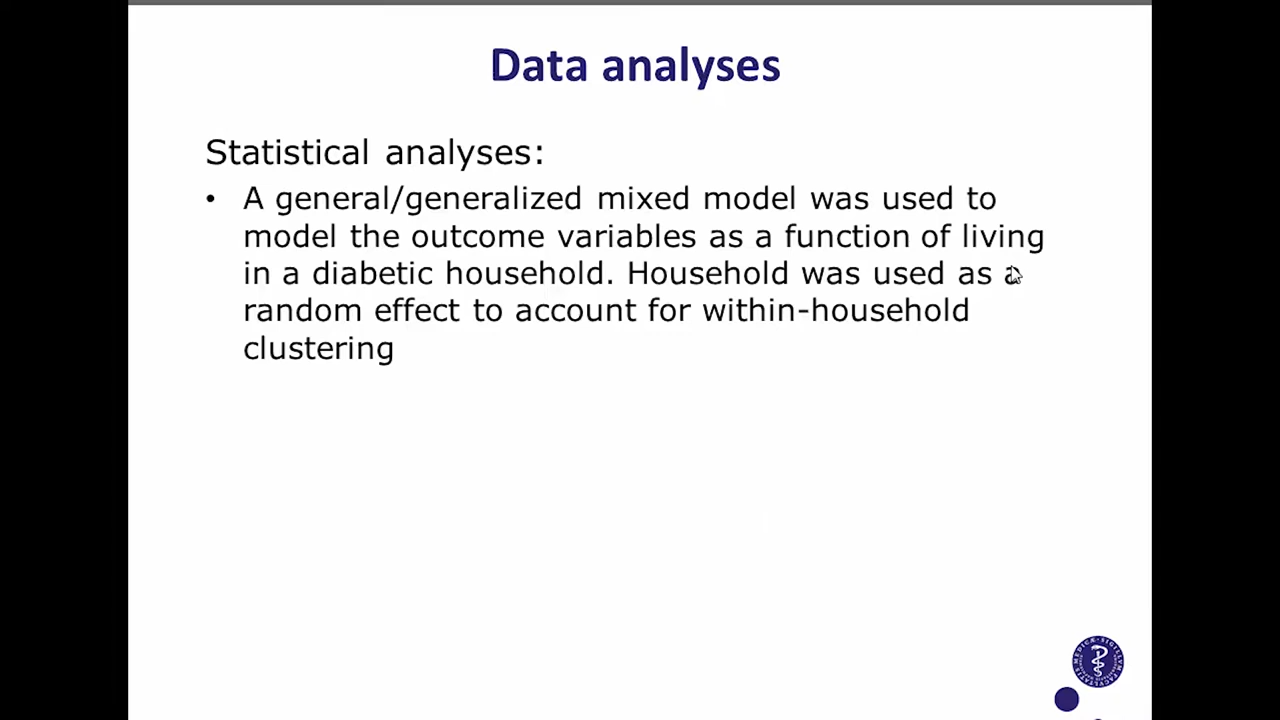 Data analyses
Statistical analyses:
• A general/generalized mixed model was used to
model the outcome variables as a function of living
in a diabetic household. Household was used as a
random effect to account for within-household
clustering